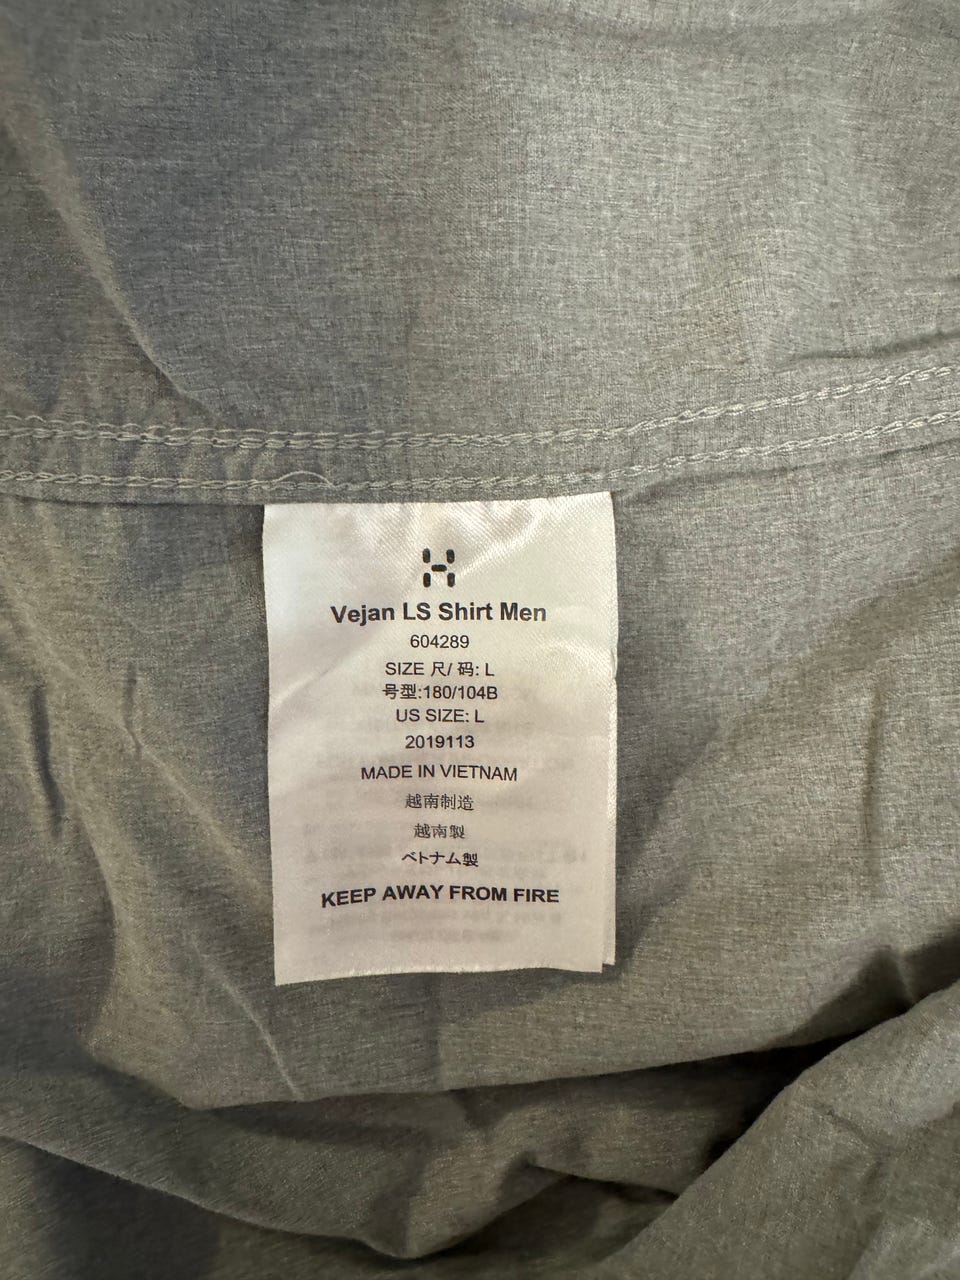 Vejan LS Shirt Men
604289
SIZE 尺/ 码: L
号型:180/104B
US SIZE: L
2019113
MADE IN VIETNAM
越南制造
越南製
ベトナム製
KEEP AWAY FROM FIRE